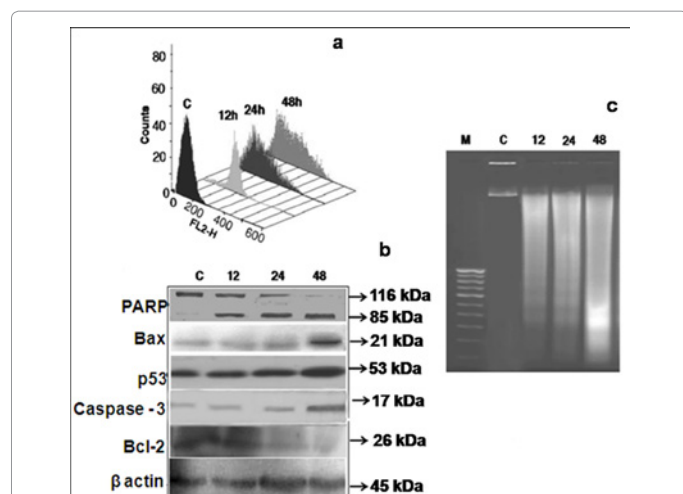 a
80
60
40
20
0
Counts
C
12h
24h
48h
0
200
400
600
FL2-H
c
M C 12 24 48
b
C 12 24 48
PARP
116 kDa
85 kDa
Bax
21 kDa
p53
53 kDa
Caspase - 3
17 kDa
Bcl-2
26 kDa
β actin
45 kDa